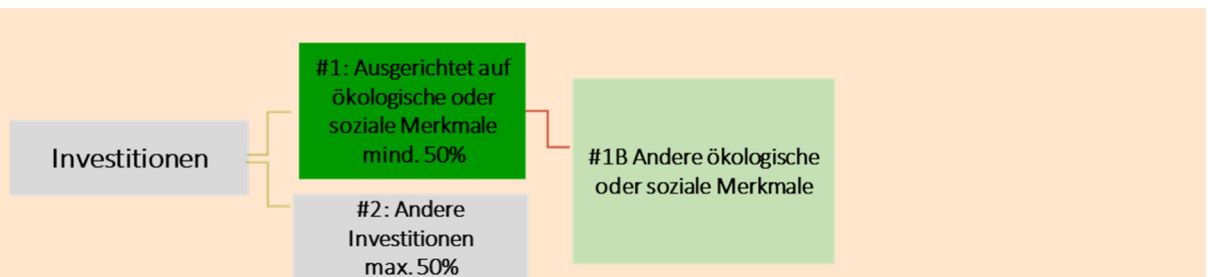 Investitionen
#1: Ausgerichtet auf
ökologische oder
soziale Merkmale
mind. 50%
#2: Andere
Investitionen
max. 50%
#1B Andere ökologische
oder soziale Merkmale